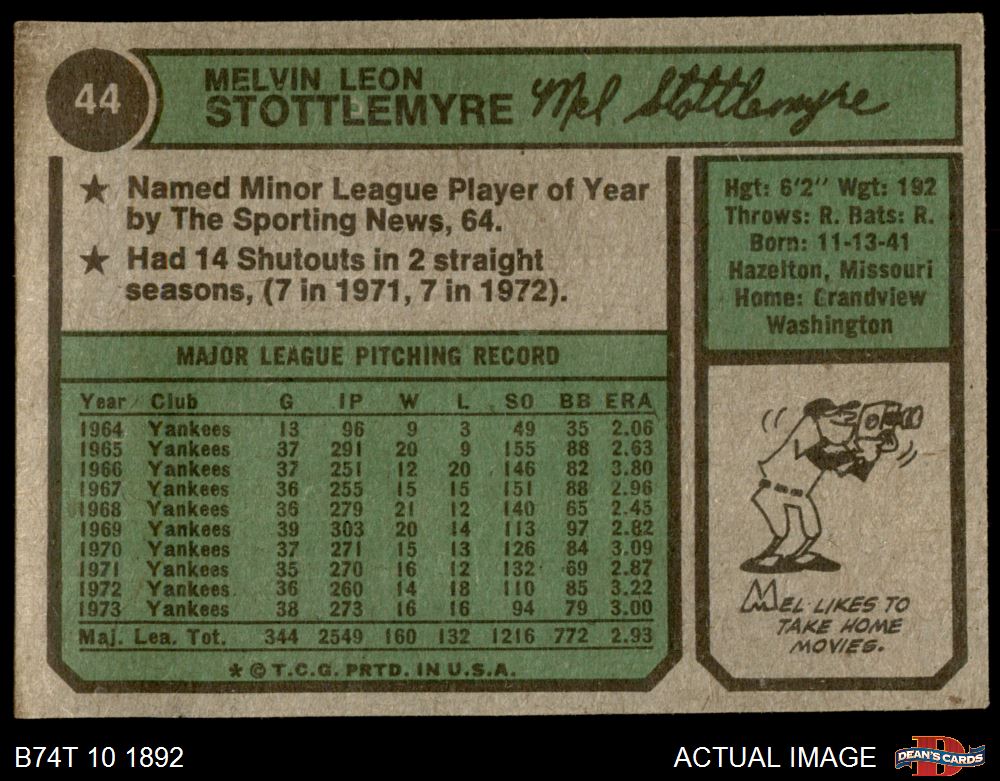 44
MELVIN LEON
STOTTLEMYRE
Mel Stottlemyre
★ Named Minor League Player of Year
by The Sporting News, 64.
★ Had 14 Shutouts in 2 straight
seasons, (7 in 1971, 7 in 1972).
Hgt: 6'2" Wgt: 192
Throws: R. Bats: R.
Born: 11-13-41
Hazelton, Missouri
Home: Grandview
Washington
MAJOR LEAGUE PITCHING RECORD
Year Club G IP W L SO BB ERA
1964 Yankees 13 96 9 3 49 35 2.06
1965 Yankees 37 291 20 9 155 88 2.63
1966 Yankees 37 251 12 20 146 82 3.80
1967 Yankees 36 255 15 15 151 88 2.96
1968 Yankees 36 279 21 12 140 65 2.45
1969 Yankees 39 303 20 14 113 97 2.82
1970 Yankees 37 271 15 13 126 84 3.09
1971 Yankees 35 270 16 12 132 69 2.87
1972 Yankees 36 260 14 18 110 85 3.22
1973 Yankees 38 273 16 16 94 79 3.00
Maj. Lea. Tot. 344 2549 160 132 1216 772 2.93
* © T.C.G. PRTD. IN U.S.A.
MEL LIKES TO
TAKE HOME
MOVIES.
B74T 10 1892
ACTUAL IMAGE
DEAN'S CARDS